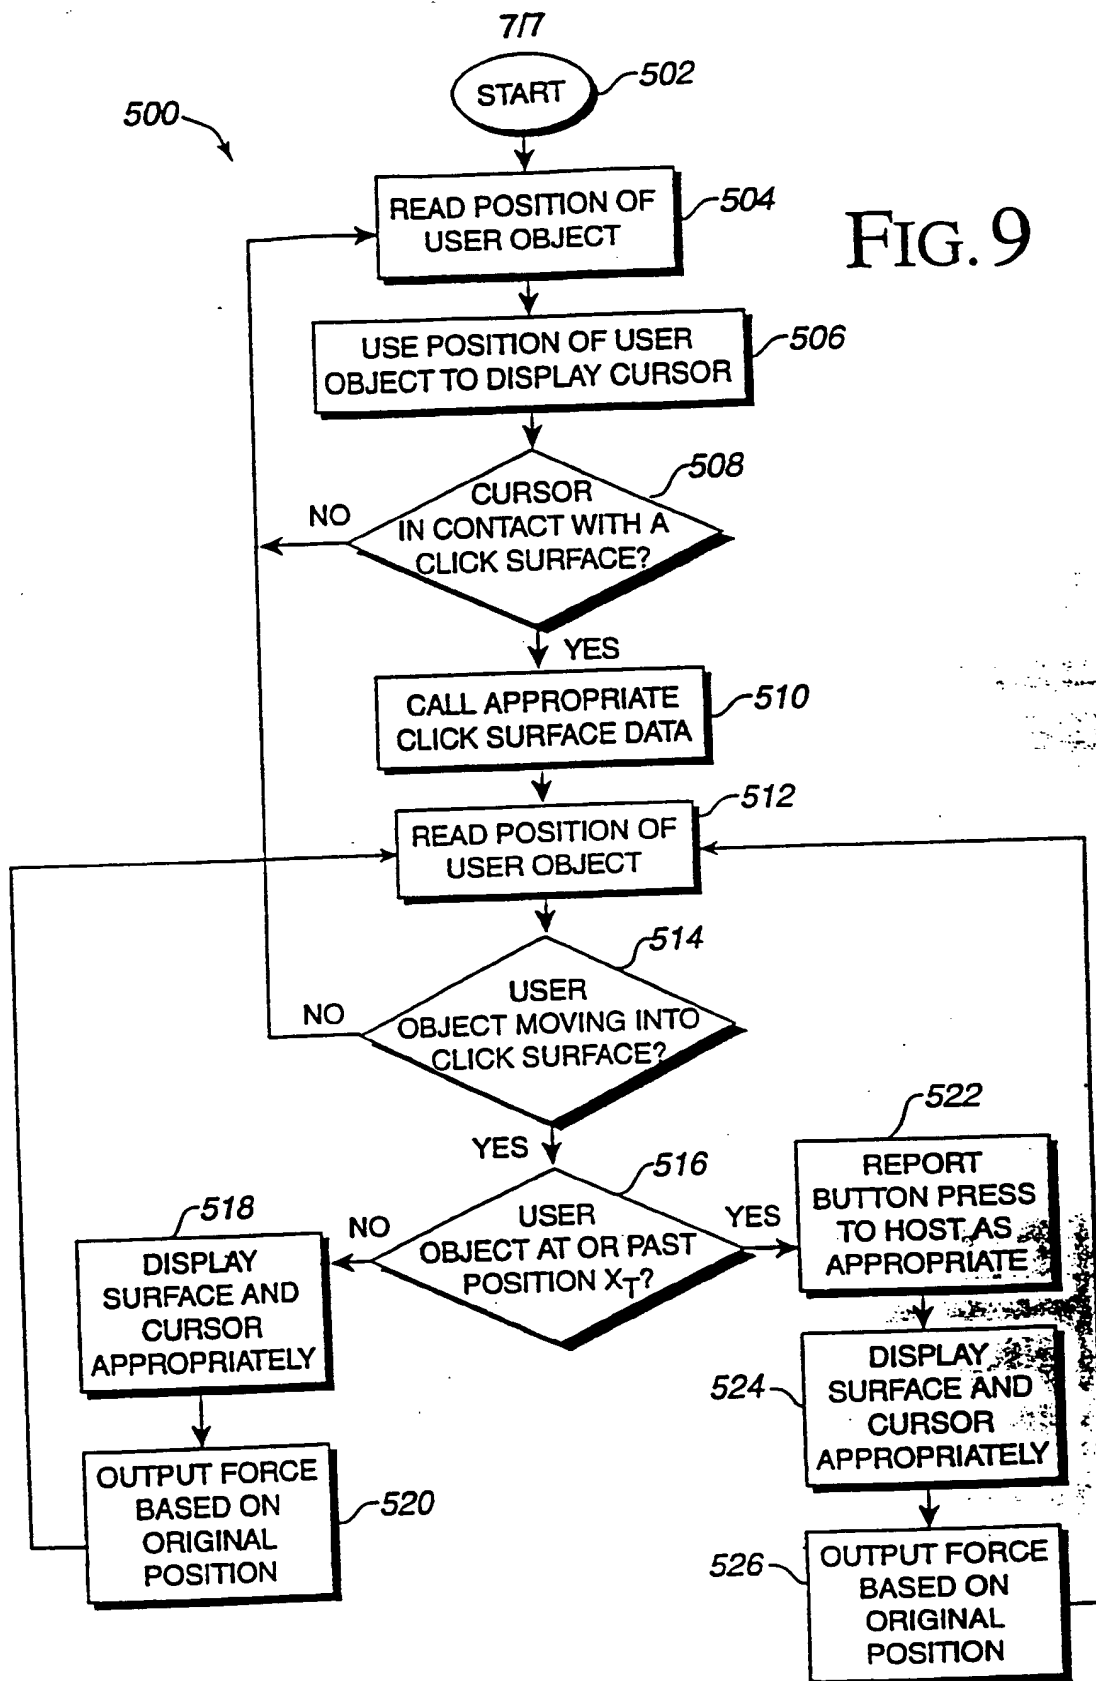 7/7
START
502
500
READ POSITION OF
USER OBJECT
504
FIG. 9
USE POSITION OF USER
OBJECT TO DISPLAY CURSOR
506
CURSOR
IN CONTACT WITH A
CLICK SURFACE?
508
NO
YES
CALL APPROPRIATE
CLICK SURFACE DATA
510
READ POSITION OF
USER OBJECT
512
USER
OBJECT MOVING INTO
CLICK SURFACE?
514
NO
YES
USER
OBJECT AT OR PAST
POSITION XT?
516
NO
YES
518
DISPLAY
SURFACE AND
CURSOR
APPROPRIATELY
522
REPORT
BUTTON PRESS
TO HOST, AS
APPROPRIATE
OUTPUT FORCE
BASED ON
ORIGINAL
POSITION
520
524
DISPLAY
SURFACE AND
CURSOR
APPROPRIATELY
526
OUTPUT FORCE
BASED ON
ORIGINAL
POSITION